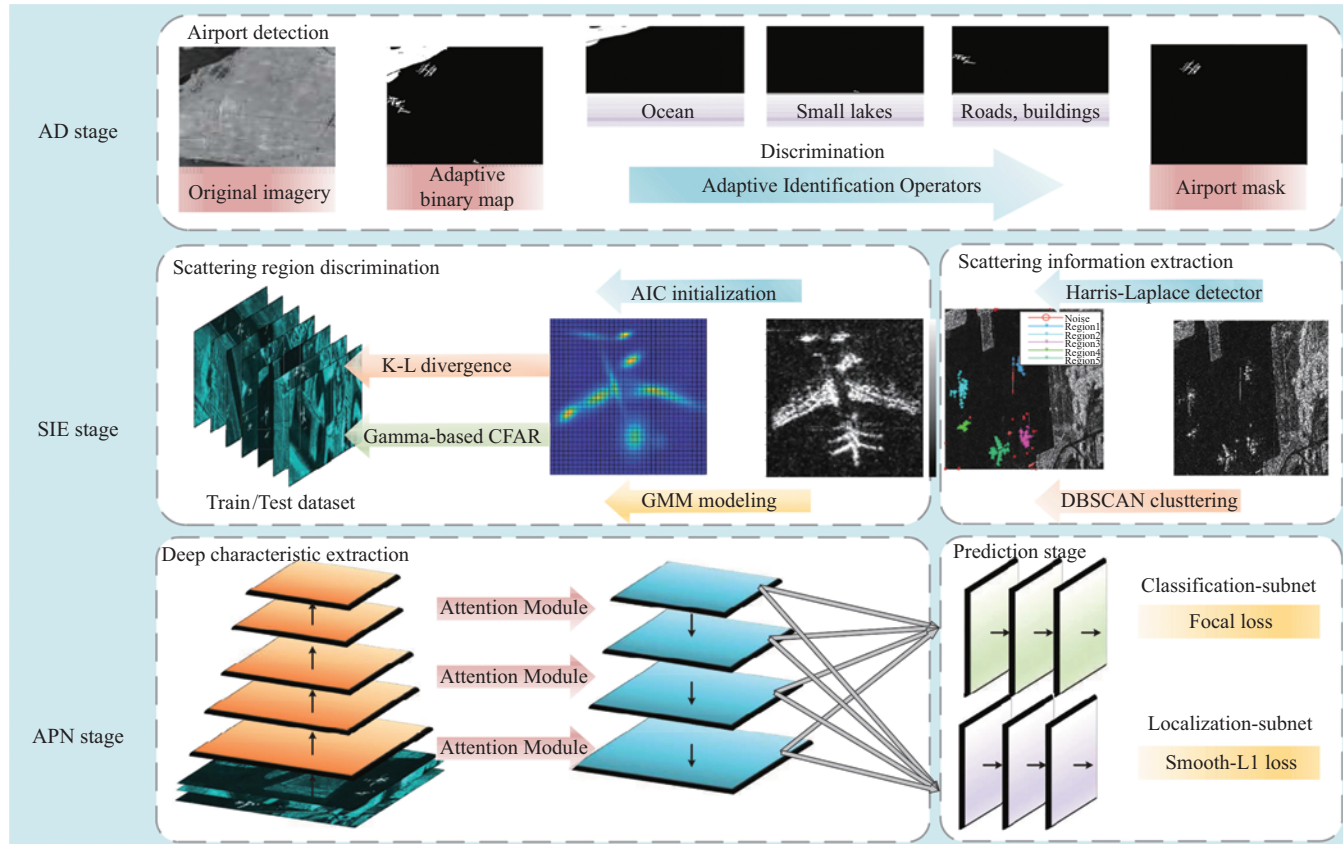 Airport detection
Ocean
Small lakes
Roads, buildings
AD stage
Discrimination
Original imagery
Adaptive
binary map
Adaptive Identification Operators
Airport mask
Scattering region discrimination
Scattering information extraction
AIC initialization
Harris-Laplace detector
Noise
Region1
Region2
Region3
Region4
Region5
K-L divergence
SIE stage
Gamma-based CFAR
Train/Test dataset
GMM modeling
DBSCAN clusttering
Deep characteristic extraction
Prediction stage
Attention Module
Classification-subnet
Focal loss
Attention Module
APN stage
Localization-subnet
Attention Module
Smooth-L1 loss